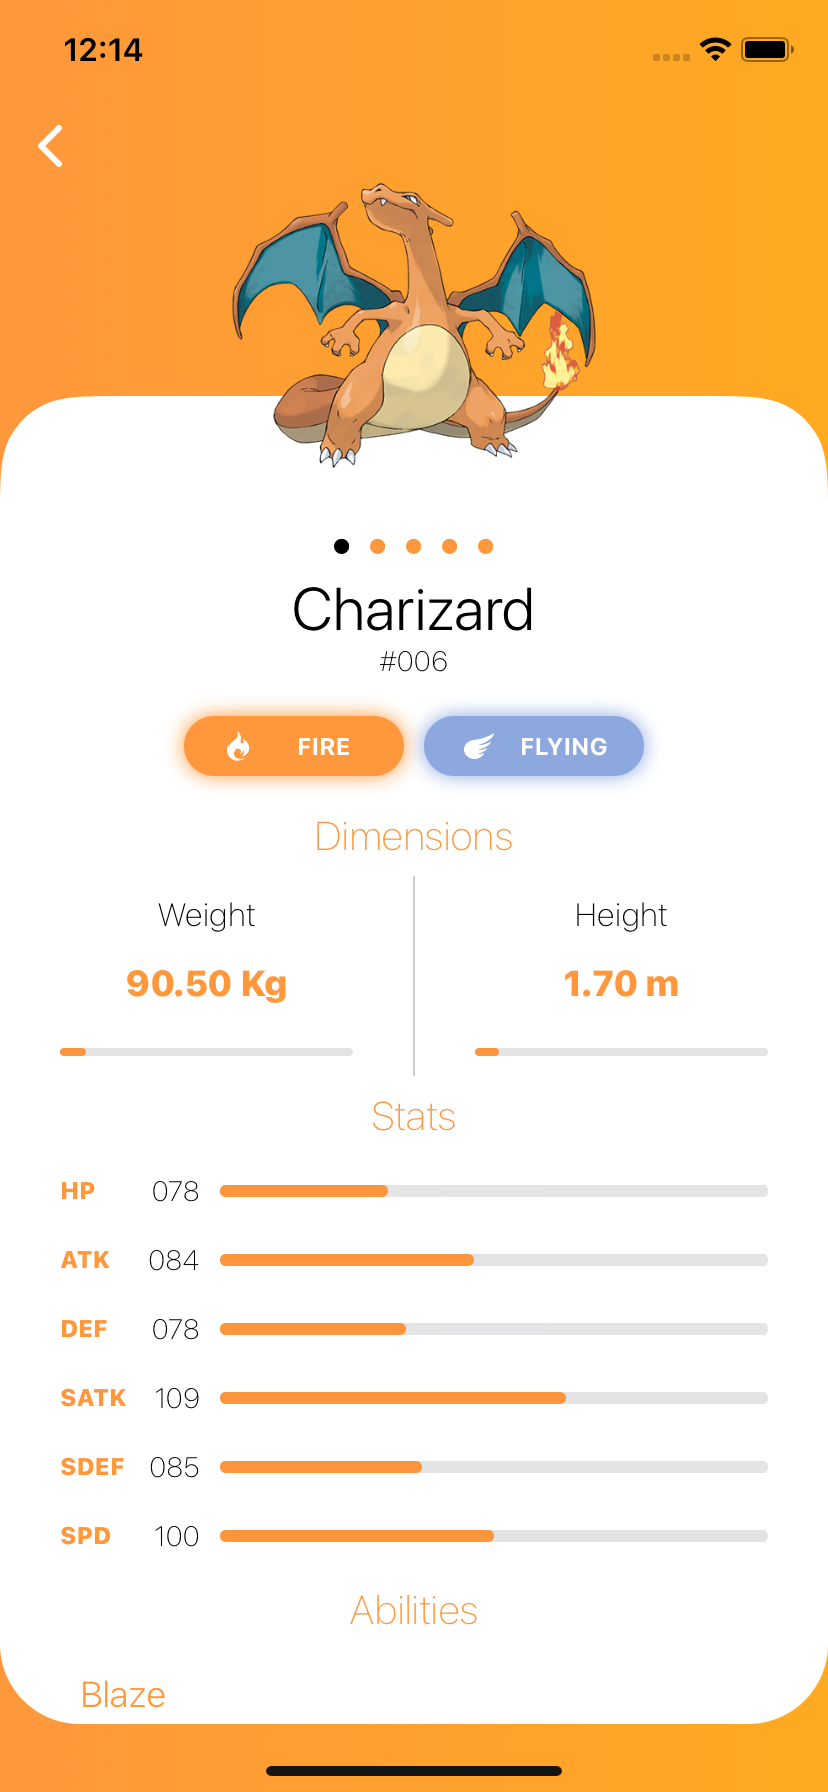 12:14
Charizard
#006
FIRE FLYING
Dimensions
Weight Height
90.50 Kg 1.70 m
Stats
HP 078
ATK 084
DEF 078
SATK 109
SDEF 085
SPD 100
Abilities
Blaze